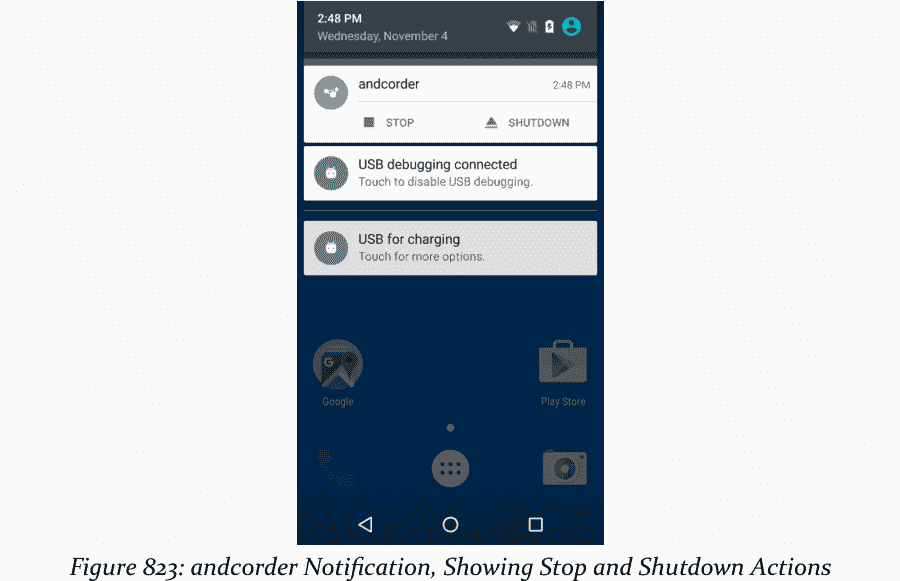 2:48 PM
Wednesday, November 4
andcorder 2:48 PM
STOP SHUTDOWN
USB debugging connected
Touch to disable USB debugging.
USB for charging
Touch for more options.
G
Google Play Store
Figure 823: andcorder Notification, Showing Stop and Shutdown Actions